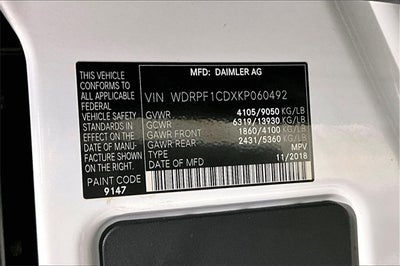 MFD: DAIMLER AG
THIS VEHICLE
CONFORMS TO
ALL APPLICABLE
FEDERAL
VEHICLE SAFETY
STANDARDS IN
EFFECT ON THE
DATE OF MANU-
FACTURE SHOWN
TO THE RIGHT
PAINT CODE
9147
VIN WDRPF1CDXKP060492
GVWR 4105/9050 KG/LB
GCWR 6319/13930 KG/LB
GAWR FRONT 1860/4100 KG/LB
GAWR REAR 2431/5360 KG/LB
TYPE MPV
DATE OF MFD 11/2018